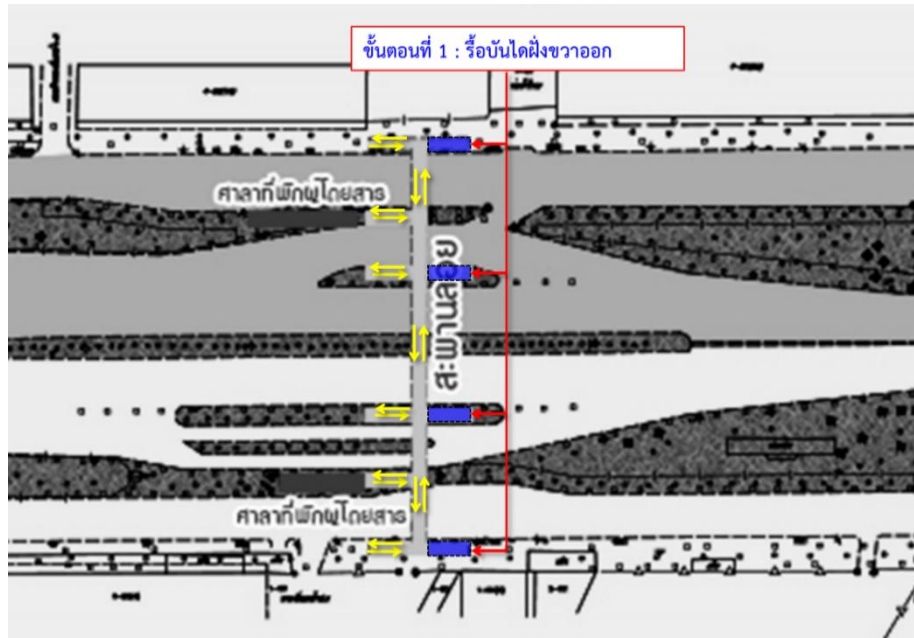 ขั้นตอนที่ 1 : รื้อบันไดฝั่งขวาออก
ศาลาที่พักผู้โดยสาร
สะพานลอย
ศาลาที่พักผู้โดยสาร